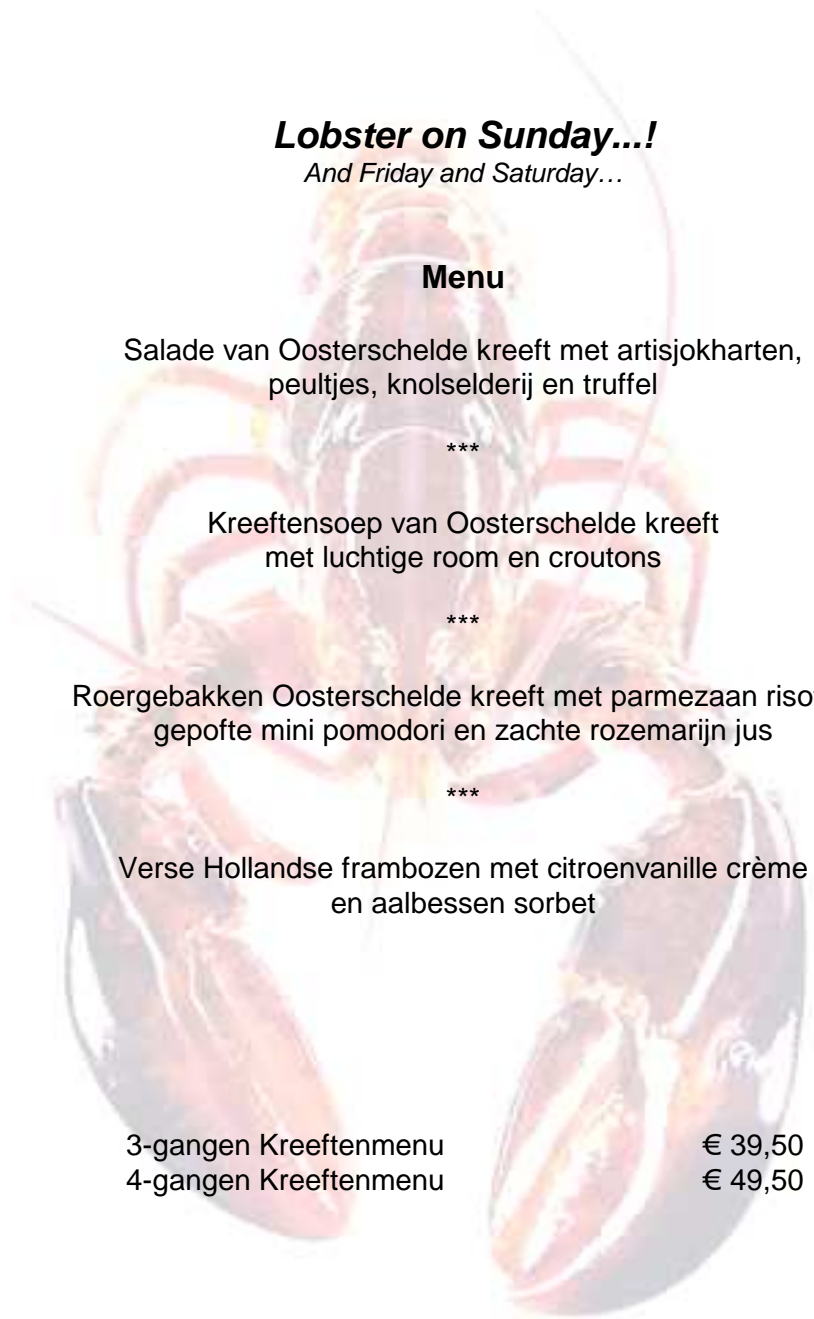 Lobster on Sunday...!
And Friday and Saturday…
Menu
Salade van Oosterschelde kreeft met artisjokharten,
peultjes, knolselderij en truffel
***
Kreeftensoep van Oosterschelde kreeft
met luchtige room en croutons
***
Roergebakken Oosterschelde kreeft met parmezaan
gepofte mini pomodori en zachte rozemarijn jus
***
Verse Hollandse frambozen met citroenvanille crème
en aalbessen sorbet
3-gangen Kreeftenmenu € 39,50
4-gangen Kreeftenmenu € 49,50